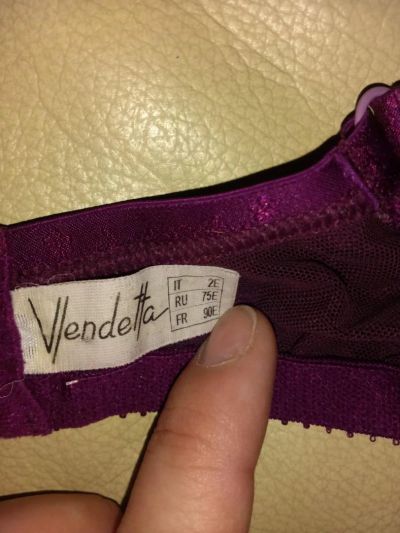 Vendetta
IT 2E
RU 75E
FR 90E